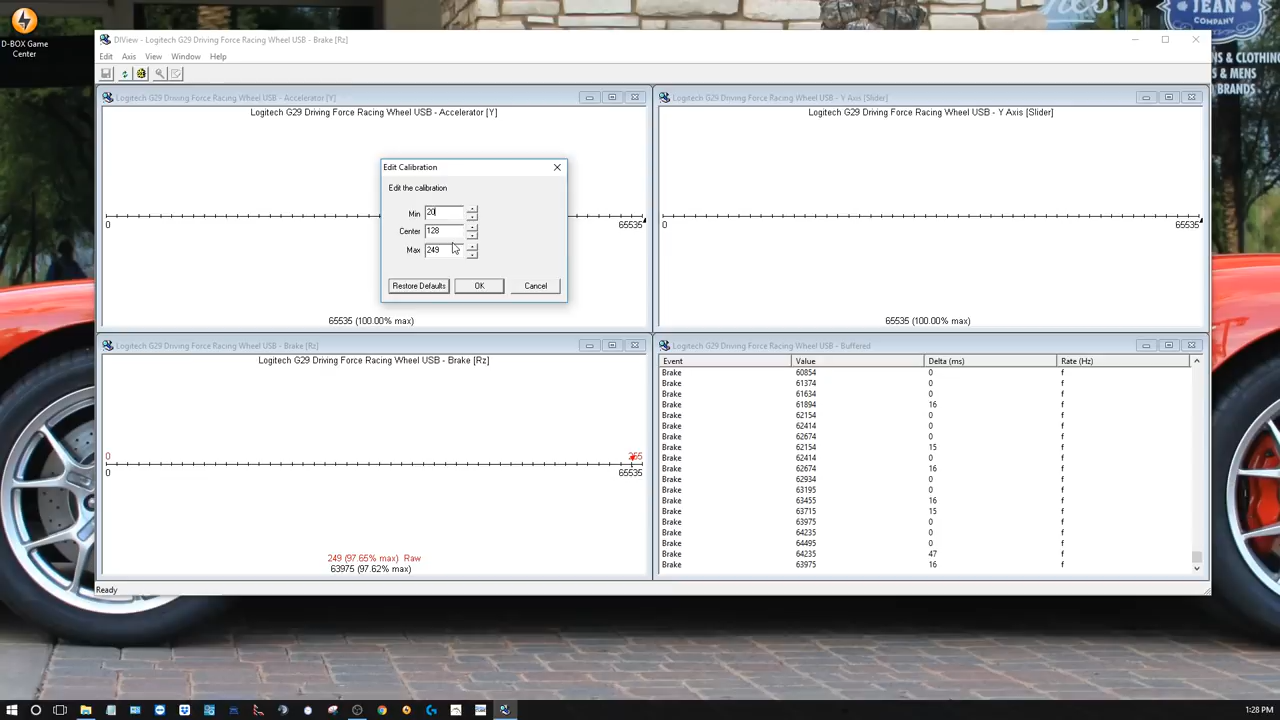 D-BOX Game
Center
JEAN
COMPANY
S & CLOTHING
S & MENS
BRANDS
DIView - Logitech G29 Driving Force Racing Wheel USB - Brake [Rz]
Edit Axis View Window Help
Logitech G29 Driving Force Racing Wheel USB - Accelerator [Y]
Logitech G29 Driving Force Racing Wheel USB - Accelerator [Y]
0 65535
65535 (100.00% max)
Logitech G29 Driving Force Racing Wheel USB - Y Axis [Slider]
Logitech G29 Driving Force Racing Wheel USB - Y Axis [Slider]
0 65535
65535 (100.00% max)
Edit Calibration
Edit the calibration
Min 20
Center 128
Max 249
Restore Defaults OK Cancel
Logitech G29 Driving Force Racing Wheel USB - Brake [Rz]
Logitech G29 Driving Force Racing Wheel USB - Brake [Rz]
0 255
0 65535
249 (97.65% max) Raw
63975 (97.62% max)
Logitech G29 Driving Force Racing Wheel USB - Buffered
Event Value Delta (ms) Rate (Hz)
Brake 60854 0 f
Brake 61374 0 f
Brake 61634 0 f
Brake 61894 16 f
Brake 62154 0 f
Brake 62414 0 f
Brake 62674 0 f
Brake 62154 15 f
Brake 62414 0 f
Brake 62674 16 f
Brake 62934 0 f
Brake 63195 0 f
Brake 63455 16 f
Brake 63715 15 f
Brake 63975 0 f
Brake 64235 0 f
Brake 64495 0 f
Brake 64235 47 f
Brake 63975 16 f
Ready
1:28 PM